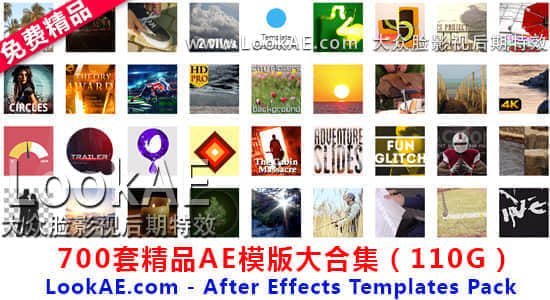 免费精品
www.LookAE.com 大众脸影视后期特效
CIRCLES
THEORY
AWARD
HD
PRO
background
4K
TRAILER
The Cabin
Massacre
ADVENTURE
SLIDES
FUN
GLITCH
LookAE
大众脸影视后期特效
LIVE
700套精品AE模版大合集（110G）
LookAE.com - After Effects Templates Pack